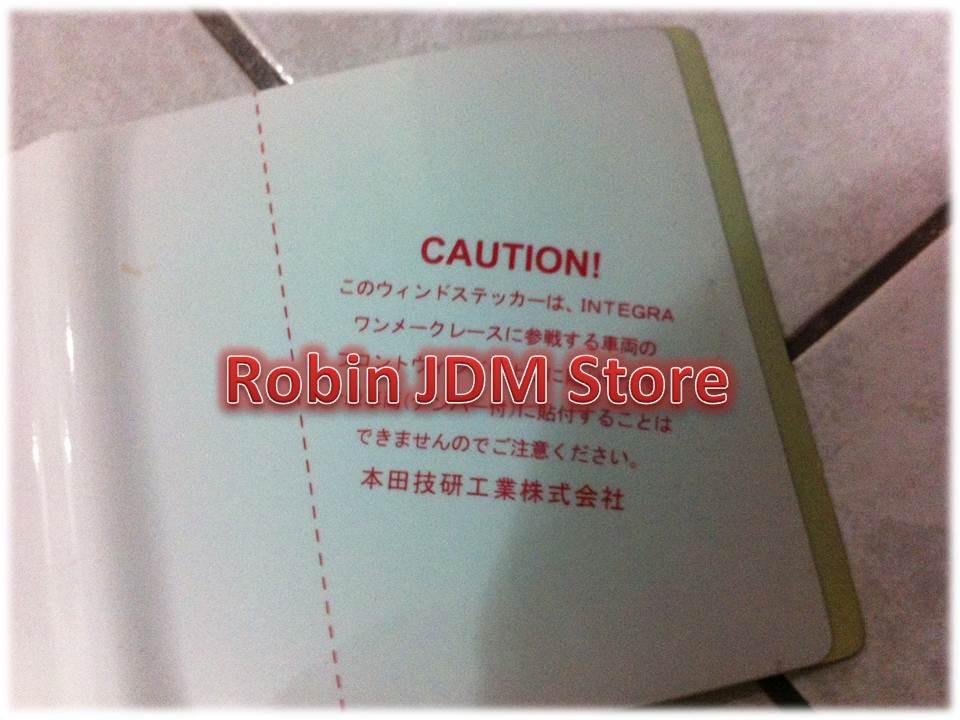 CAUTION!
このウィンドステッカーは、INTEGRA
ワンメークレースに参戦する車両の
Robin JDM Store
に貼付することは
できませんのでご注意ください。
本田技研工業株式会社